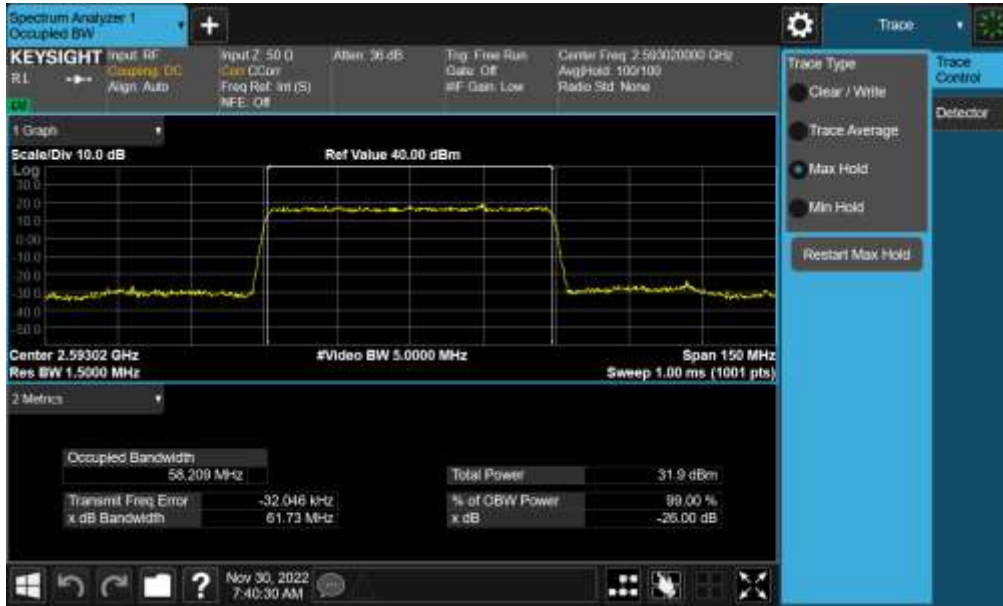 Spectrum Analyzer 1
Occupied BW
KEYSIGHT
R L
Input: RF
Coupling: DC
Align: Auto
Input Z: 50 Ω
Corr CCorr
Freq Ref: Int (S)
NFE: Off
Atten: 36 dB
Trig: Free Run
Gate: Off
#IF Gain: Low
Center Freq: 2.593020000 GHz
Avg|Hold: 100/100
Radio Std: None
1 Graph
Scale/Div 10.0 dB
Ref Value 40.00 dBm
Log
30.0
20.0
10.0
0.00
-10.0
-20.0
-30.0
-40.0
-50.0
Center 2.59302 GHz
#Video BW 5.0000 MHz
Span 150 MHz
Res BW 1.5000 MHz
Sweep 1.00 ms (1001 pts)
2 Metrics
Occupied Bandwidth
58.209 MHz
Total Power
31.9 dBm
Transmit Freq Error
-32.046 kHz
% of OBW Power
99.00 %
x dB Bandwidth
61.73 MHz
x dB
-26.00 dB
Nov 30, 2022
7:40:30 AM
?
Trace
Trace Type
Clear / Write
Trace Average
Max Hold
Min Hold
Restart Max Hold
Trace
Control
Detector